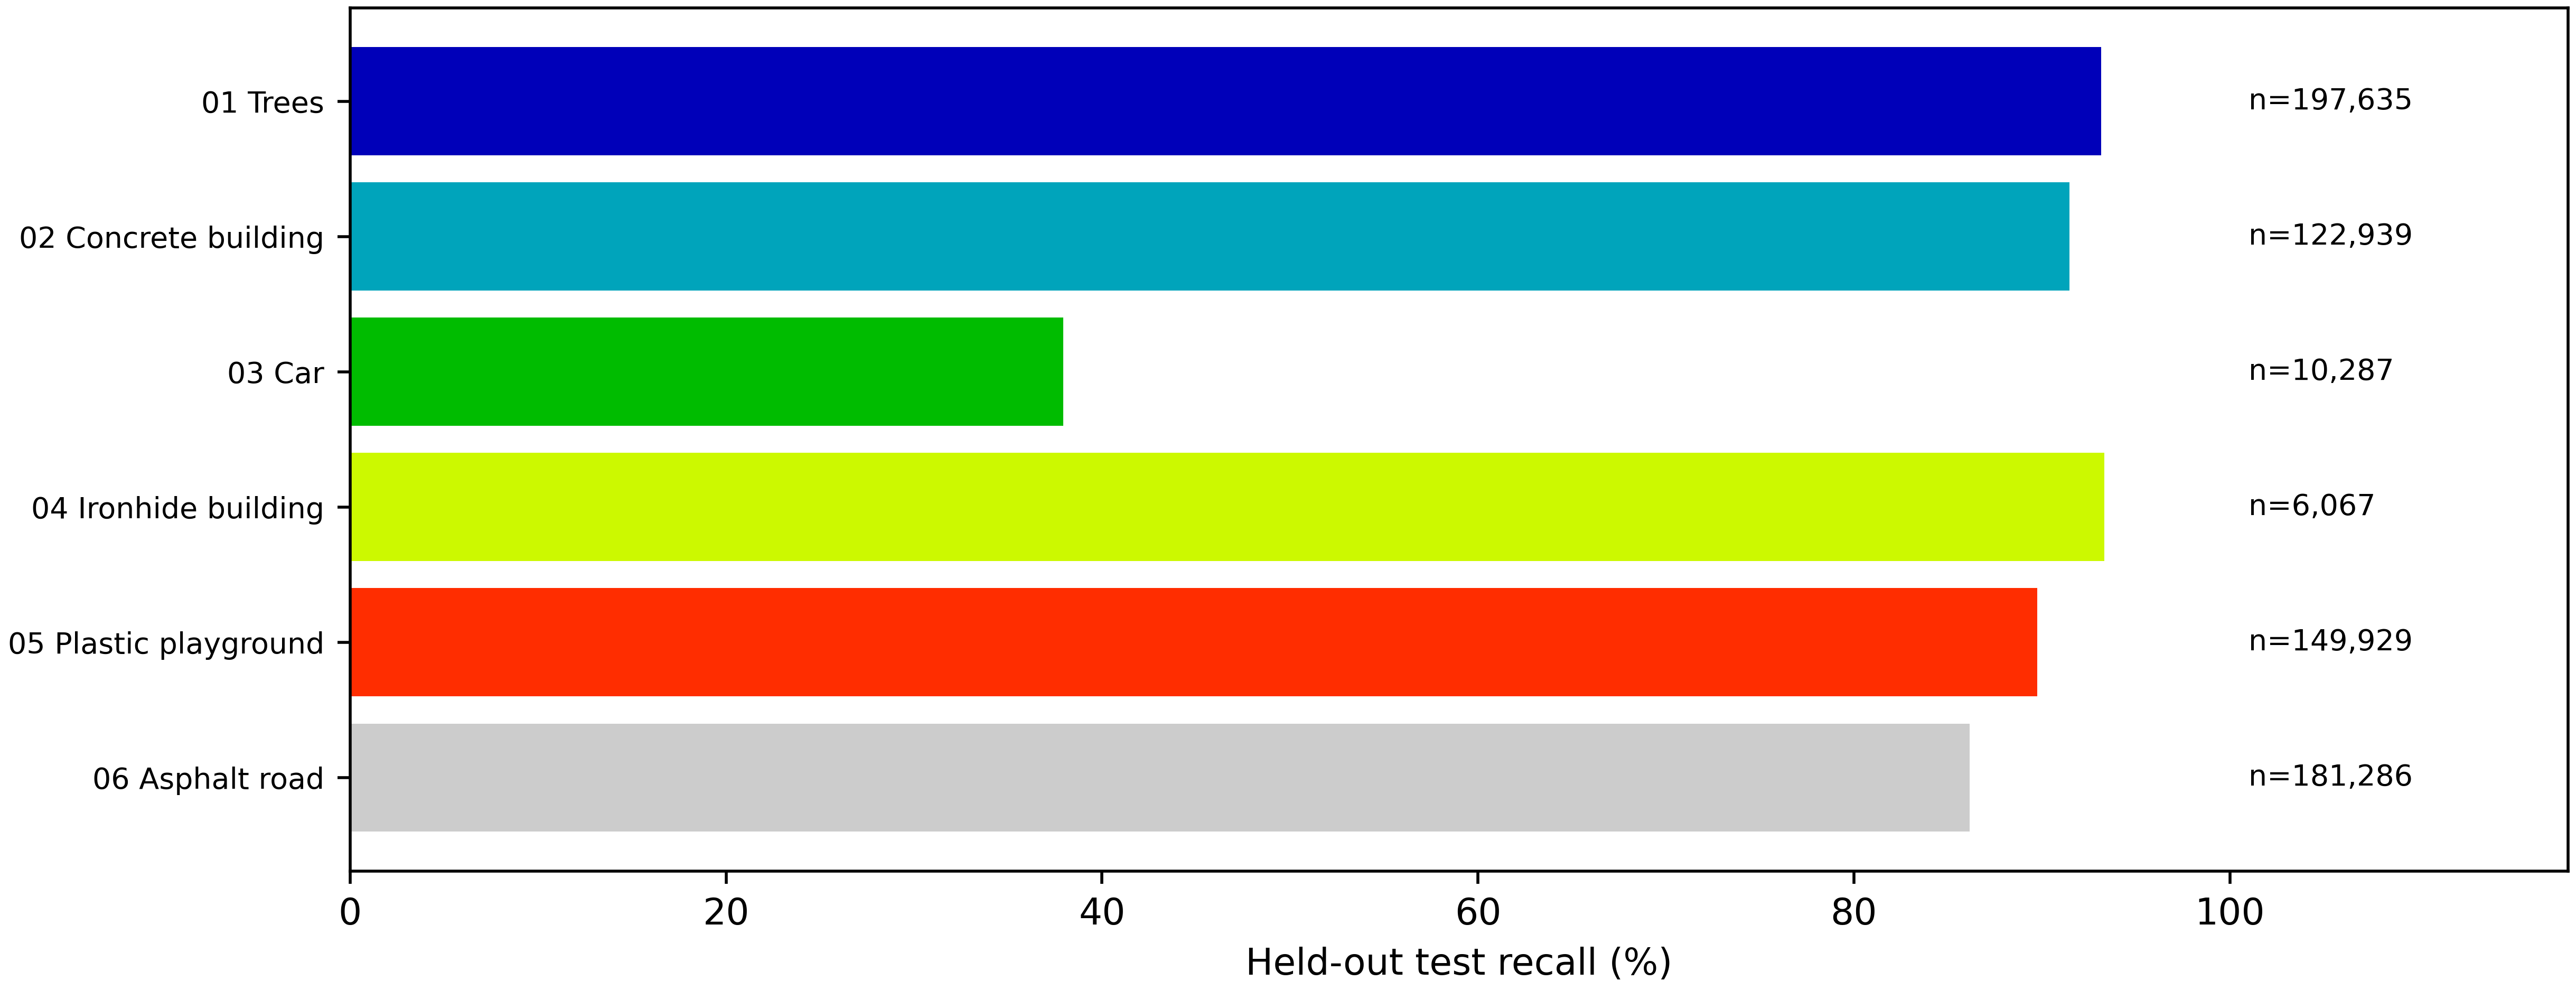 01 Trees
n=197,635
02 Concrete building
n=122,939
03 Car
n=10,287
04 Ironhide building
n=6,067
05 Plastic playground
n=149,929
06 Asphalt road
n=181,286
0 20 40 60 80 100
Held-out test recall (%)